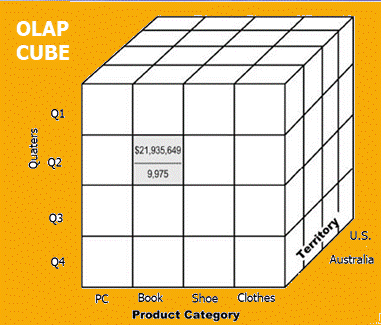 OLAP
CUBE
Q1
Quaters
$21,935,649
Q2
9,975
Q3
Territory
U.S.
Q4
Australia
PC
Book
Shoe
Clothes
Product Category